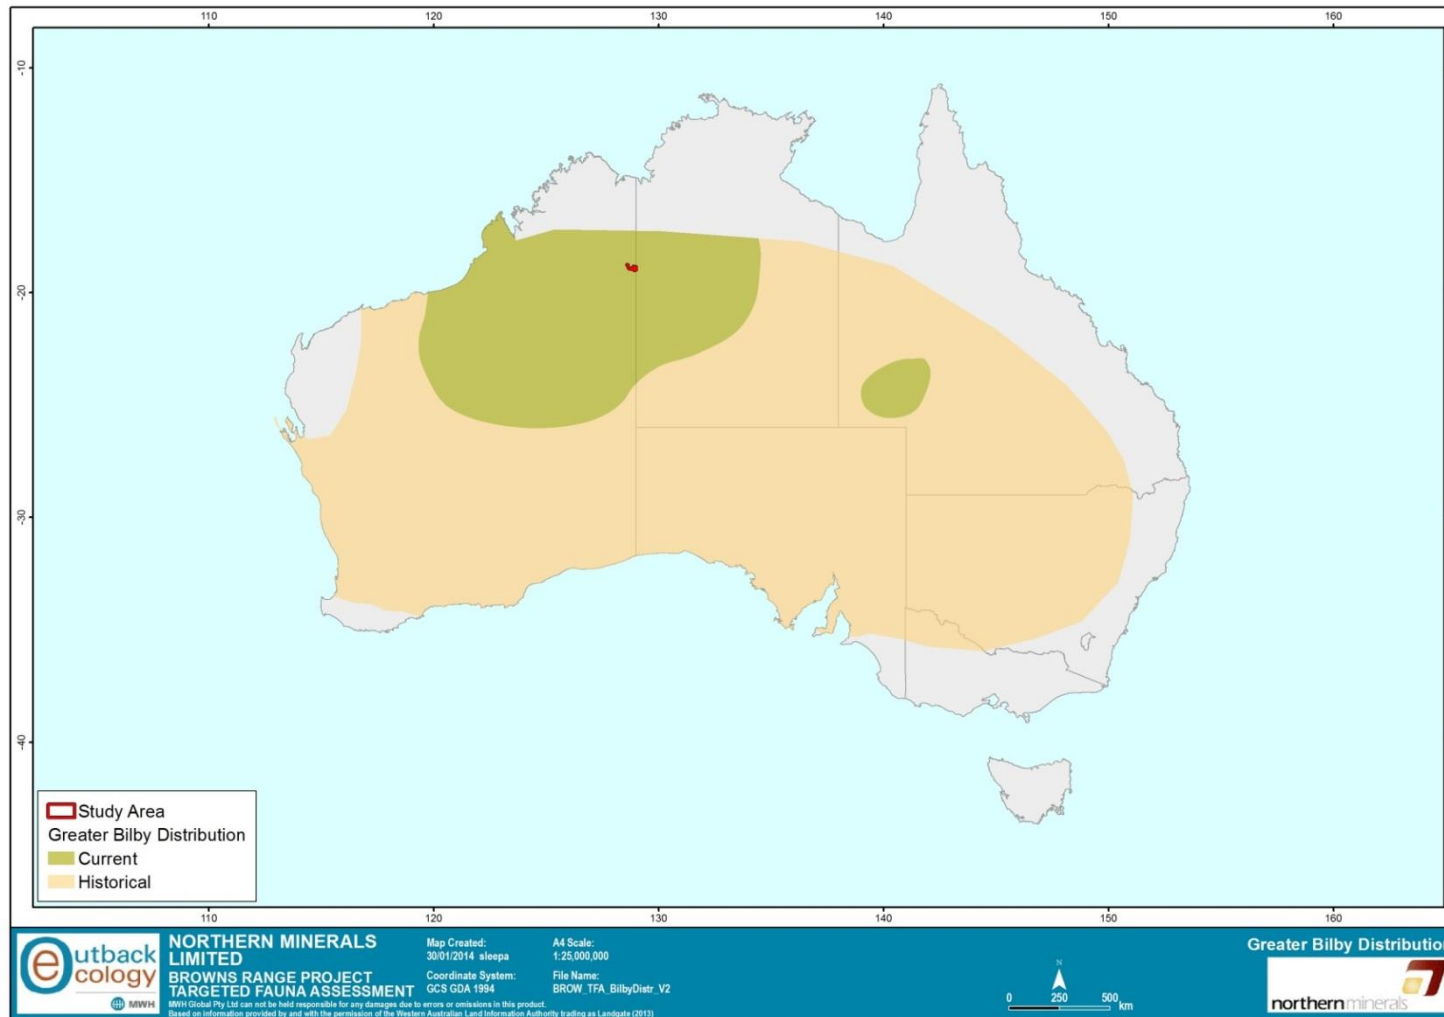 110 120 130 140 150 160
-10
-20
-30
-40
Study Area
Greater Bilby Distribution
Current
Historical
110 120 130 140 150 160
outback
ecology
MWH
NORTHERN MINERALS
LIMITED
BROWNS RANGE PROJECT
TARGETED FAUNA ASSESSMENT
Map Created:
30/01/2014 sleepa
Coordinate System:
GCS GDA 1994
A4 Scale:
1:25,000,000
File Name:
BROW_TFA_BilbyDistr_V2
MWH Global Pty Ltd can not be held responsible for any damages due to errors or omissions in this product.
Based on information provided by and with the permission of the Western Australian Land Information Authority trading as Landgate (2013)
N
0 250 500
km
Greater Bilby Distribution
northernminerals